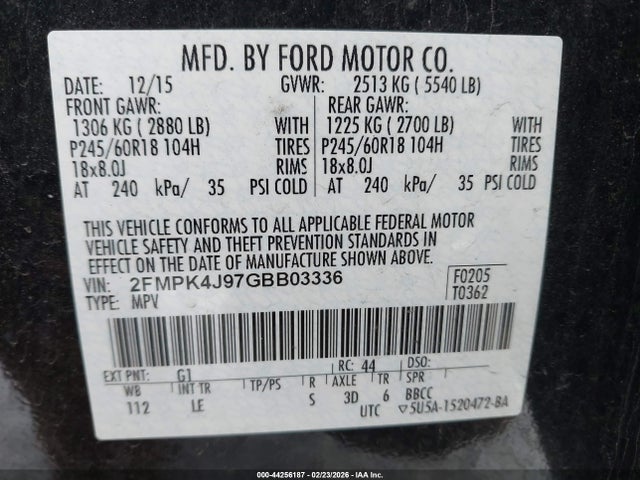 MFD. BY FORD MOTOR CO.
DATE: 12/15 GVWR: 2513 KG ( 5540 LB)
FRONT GAWR: REAR GAWR:
1306 KG ( 2880 LB) WITH 1225 KG ( 2700 LB) WITH
P245/60R18 104H TIRES P245/60R18 104H TIRES
18x8.0J RIMS 18x8.0J RIMS
AT 240 kPa/ 35 PSI COLD AT 240 kPa/ 35 PSI COLD
THIS VEHICLE CONFORMS TO ALL APPLICABLE FEDERAL MOTOR
VEHICLE SAFETY AND THEFT PREVENTION STANDARDS IN
EFFECT ON THE DATE OF MANUFACTURE SHOWN ABOVE.
VIN: 2FMPK4J97GBB03336 F0205
TYPE: MPV T0362
EXT PNT: G1 RC: 44 DSO:
WB INT TR TP/PS R AXLE TR SPR
112 LE S 3D 6 BBCC
UTC ▽5U5A-1520472-BA
000-44256187 - 02/23/2026 - IAA Inc.